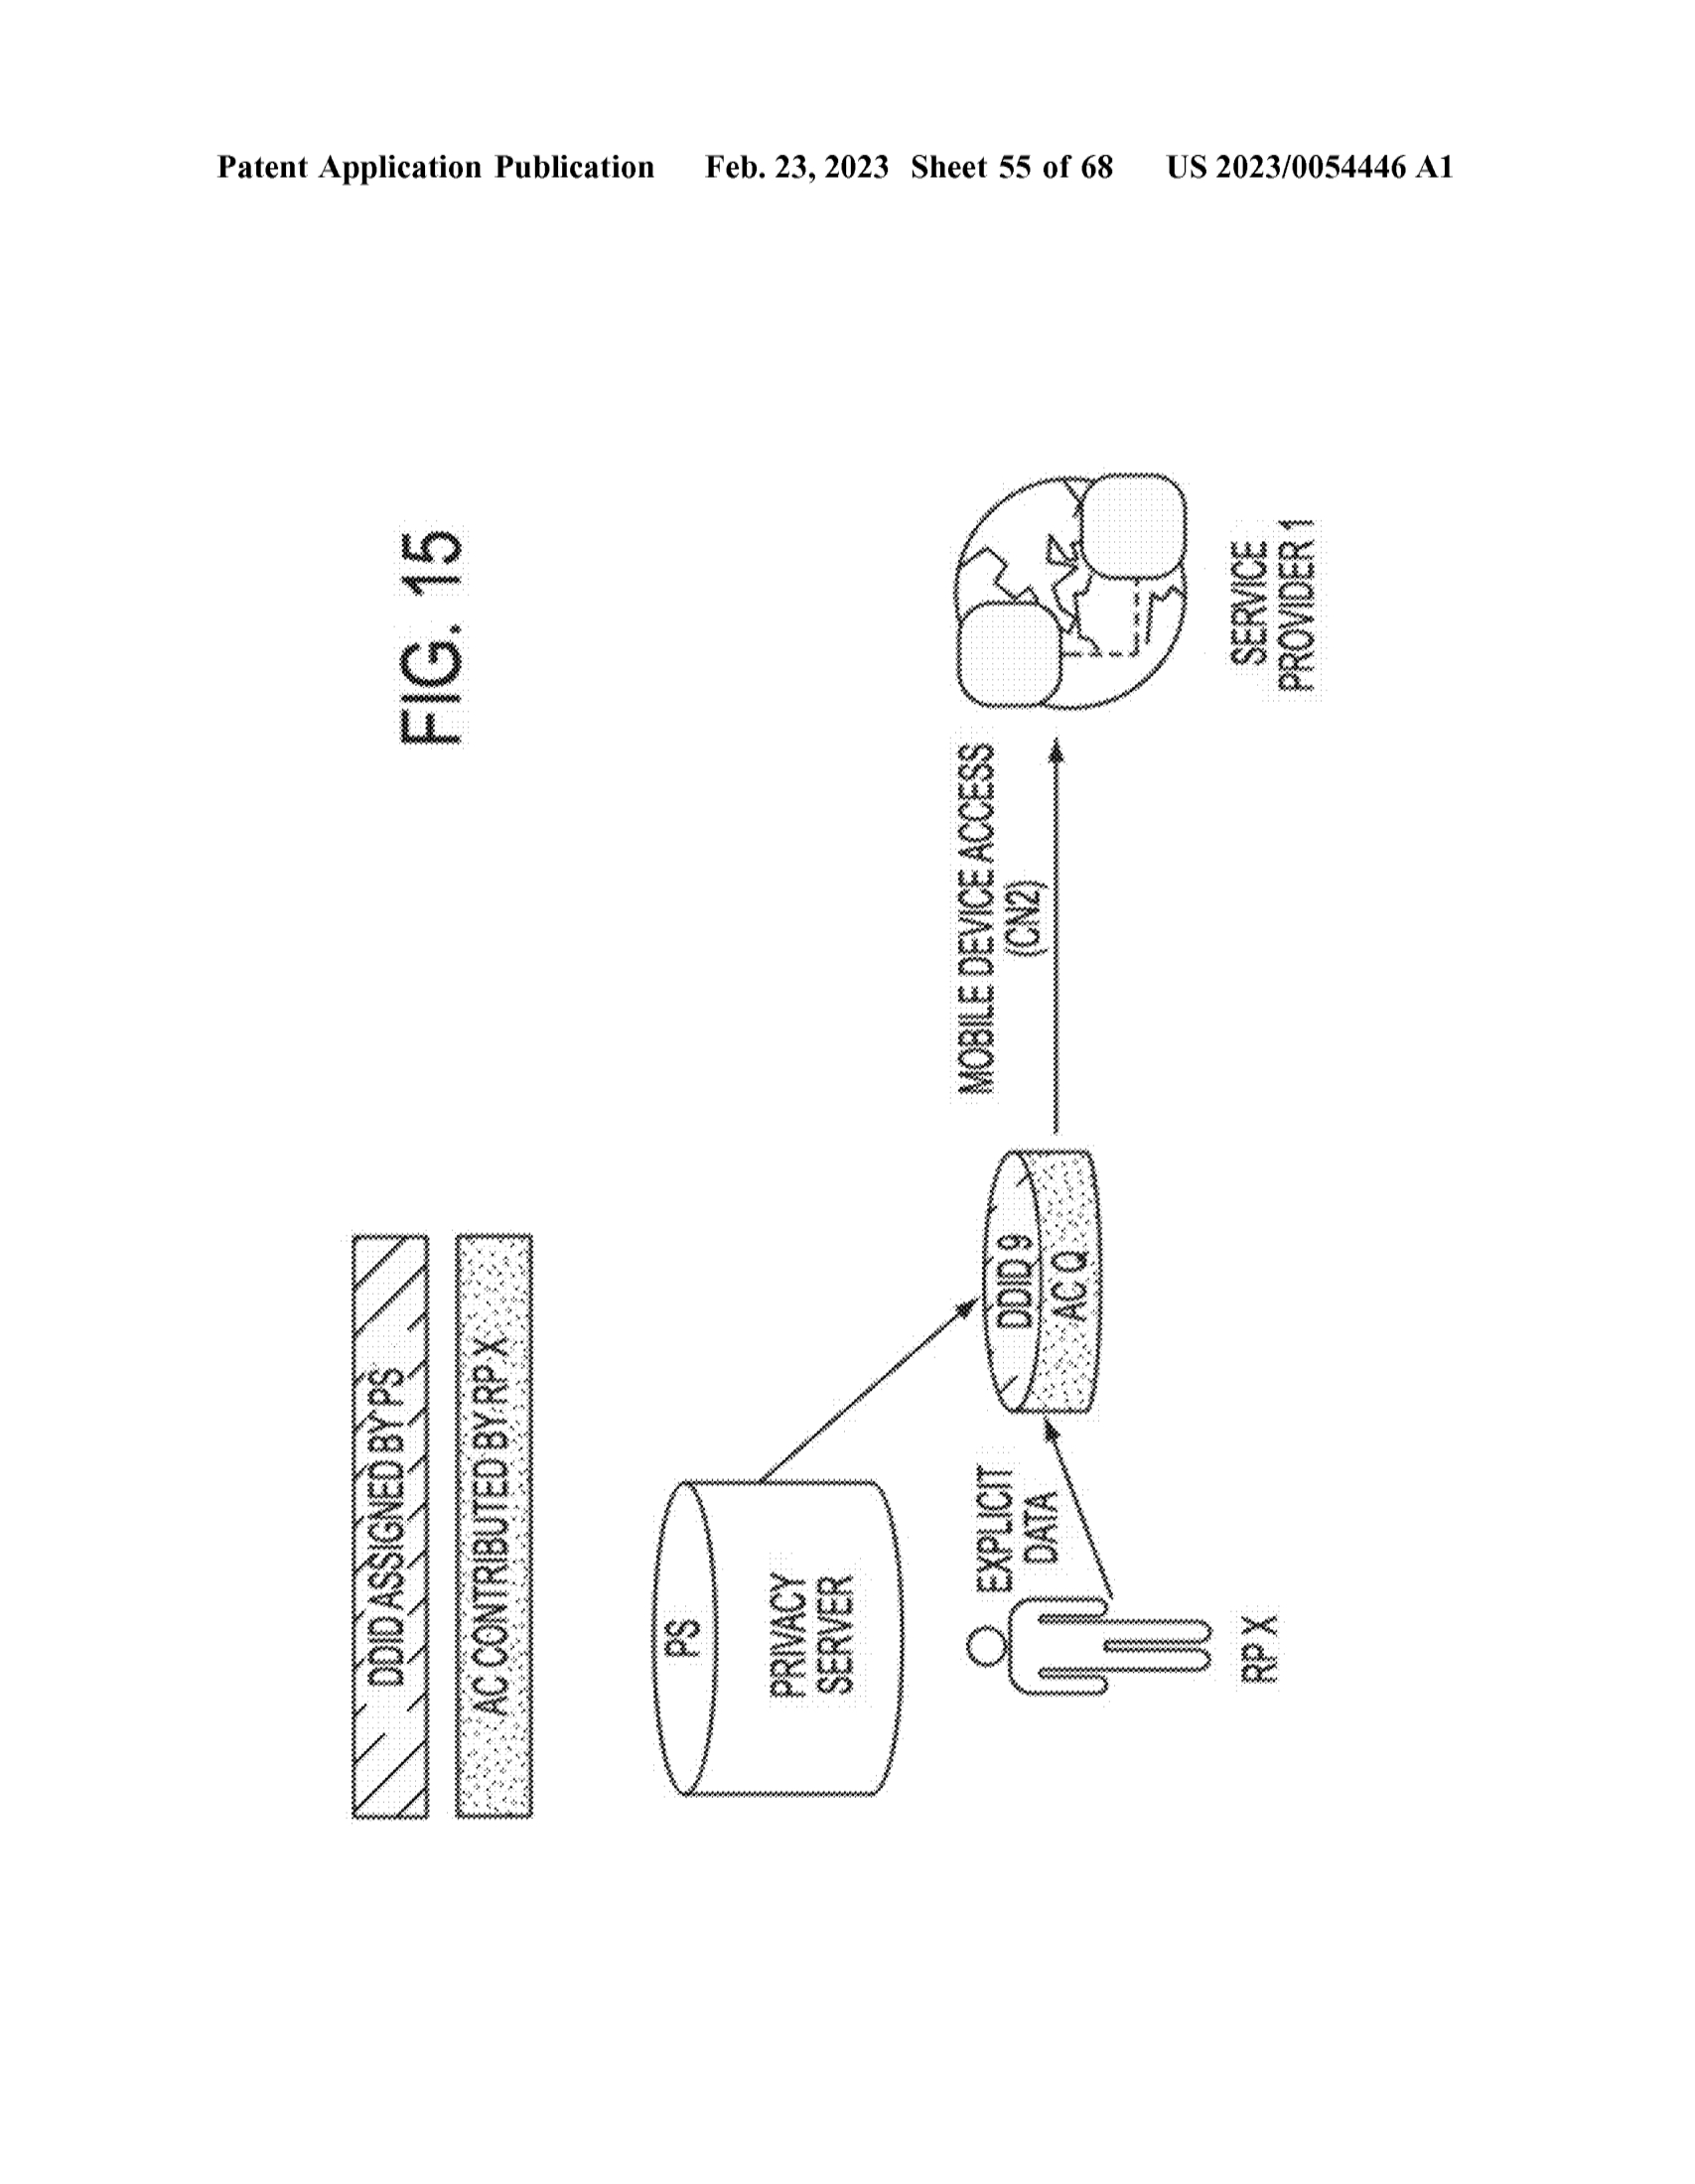 Patent Application Publication Feb. 23, 2023 Sheet 55 of 68 US 2023/0054446 A1
FIG. 15
DDID ASSIGNED BY PS
AC CONTRIBUTED BY RP X
PS
PRIVACY
SERVER
EXPLICIT
DATA
RP X
DDID 9
AC Q
MOBILE DEVICE ACCESS
(CN2)
SERVICE
PROVIDER 1